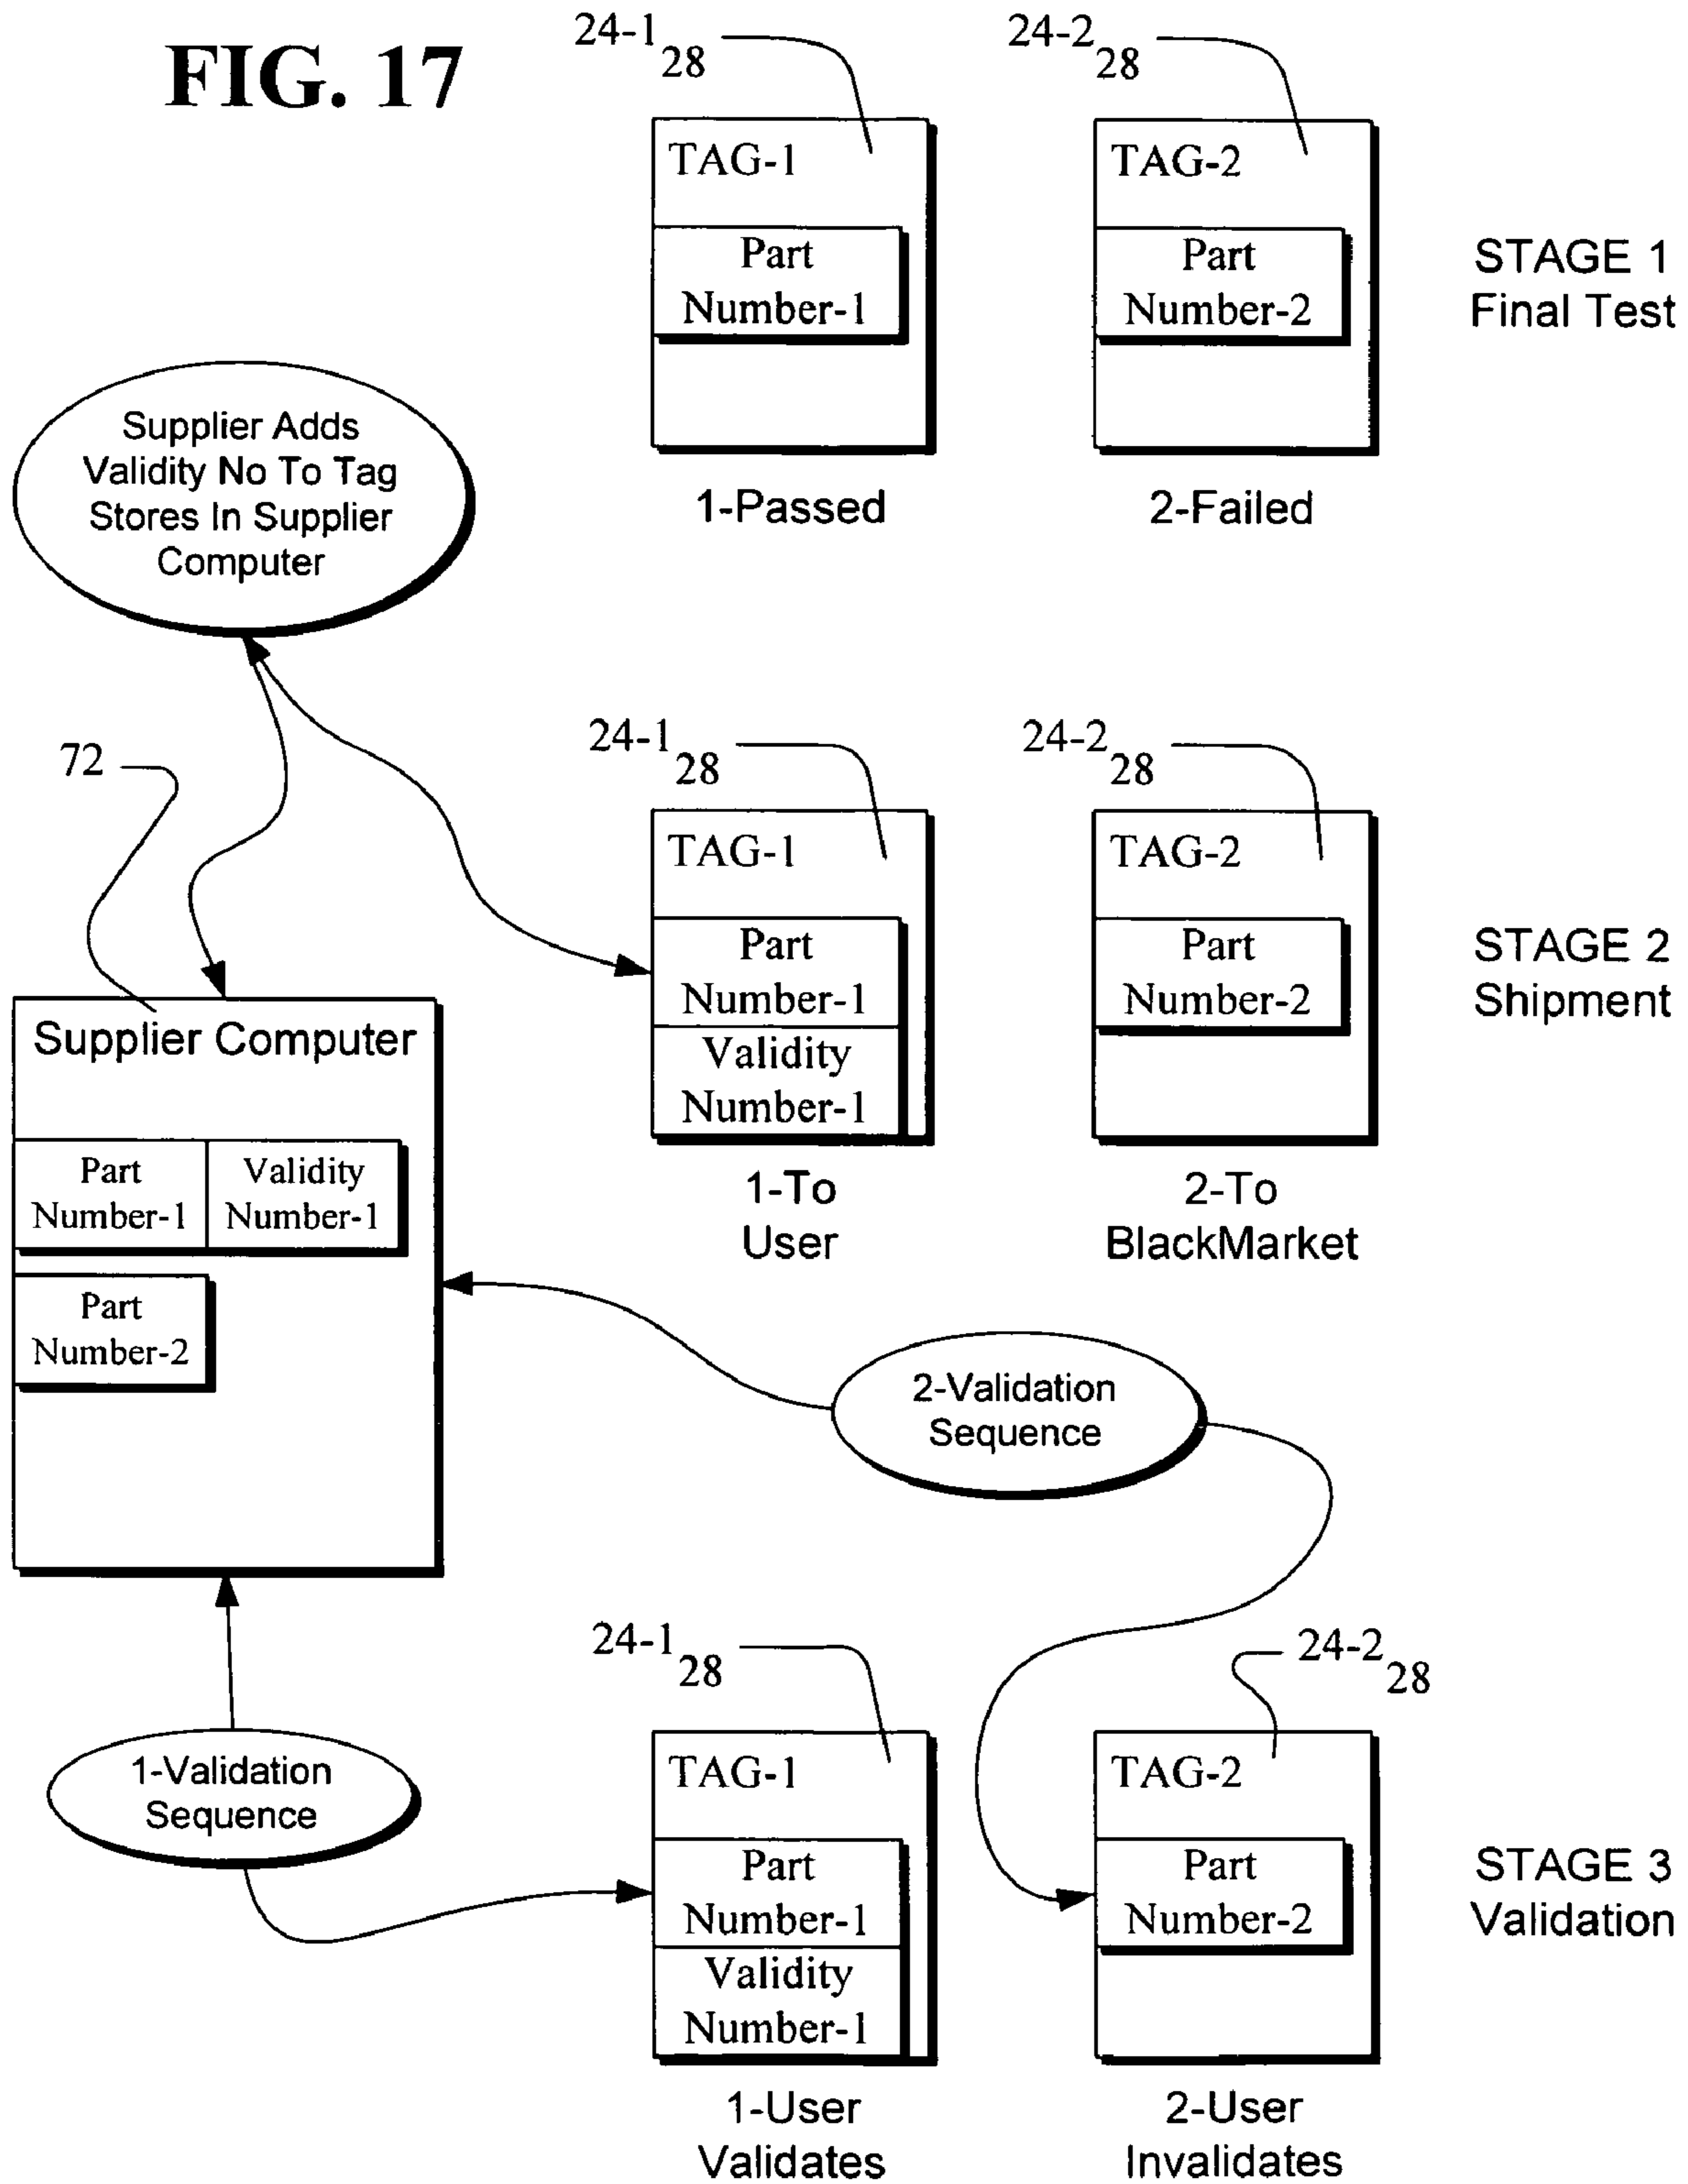 FIG. 17
24-1 28
24-2 28
TAG-1
Part
Number-1
1-Passed
TAG-2
Part
Number-2
2-Failed
STAGE 1
Final Test
Supplier Adds
Validity No To Tag
Stores In Supplier
Computer
72
24-1 28
24-2 28
TAG-1
Part
Number-1
Validity
Number-1
1-To
User
TAG-2
Part
Number-2
2-To
BlackMarket
STAGE 2
Shipment
Supplier Computer
Part
Number-1
Validity
Number-1
Part
Number-2
2-Validation
Sequence
1-Validation
Sequence
24-1 28
24-2 28
TAG-1
Part
Number-1
Validity
Number-1
1-User
Validates
TAG-2
Part
Number-2
2-User
Invalidates
STAGE 3
Validation